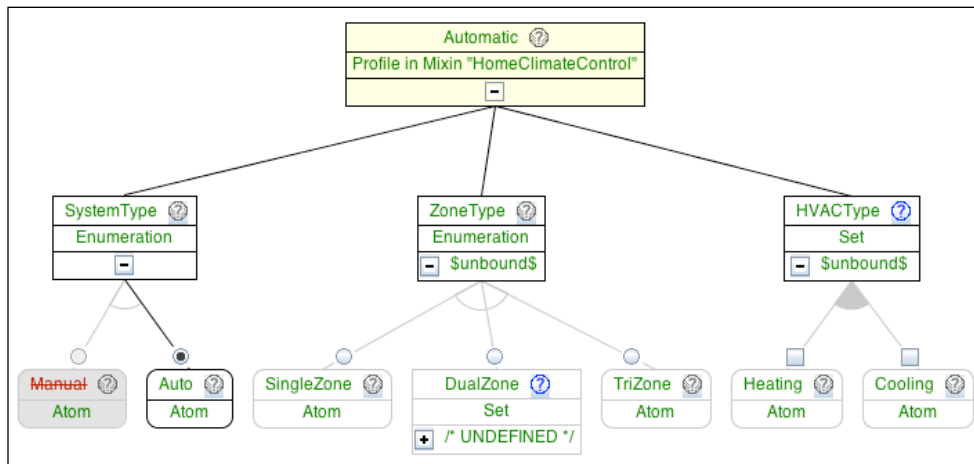 Automatic
Profile in Mixin "HomeClimateControl"
SystemType ZoneType HVACType
Enumeration Enumeration Set
$unbound$ $unbound$
Manual Auto SingleZone DualZone TriZone Heating Cooling
Atom Atom Atom Set Atom Atom Atom
/* UNDEFINED */